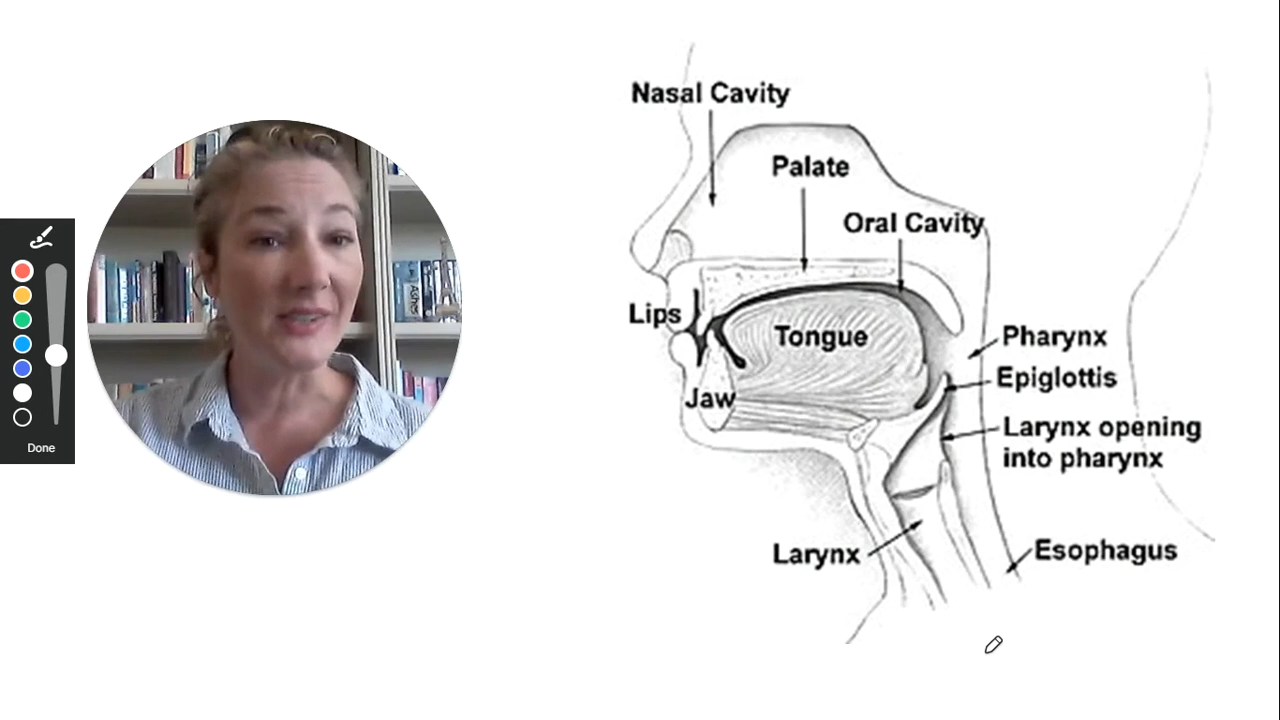 Nasal Cavity
Palate
Oral Cavity
Lips
Tongue
Pharynx
Epiglottis
Jaw
Larynx opening
into pharynx
Larynx
Esophagus
Done